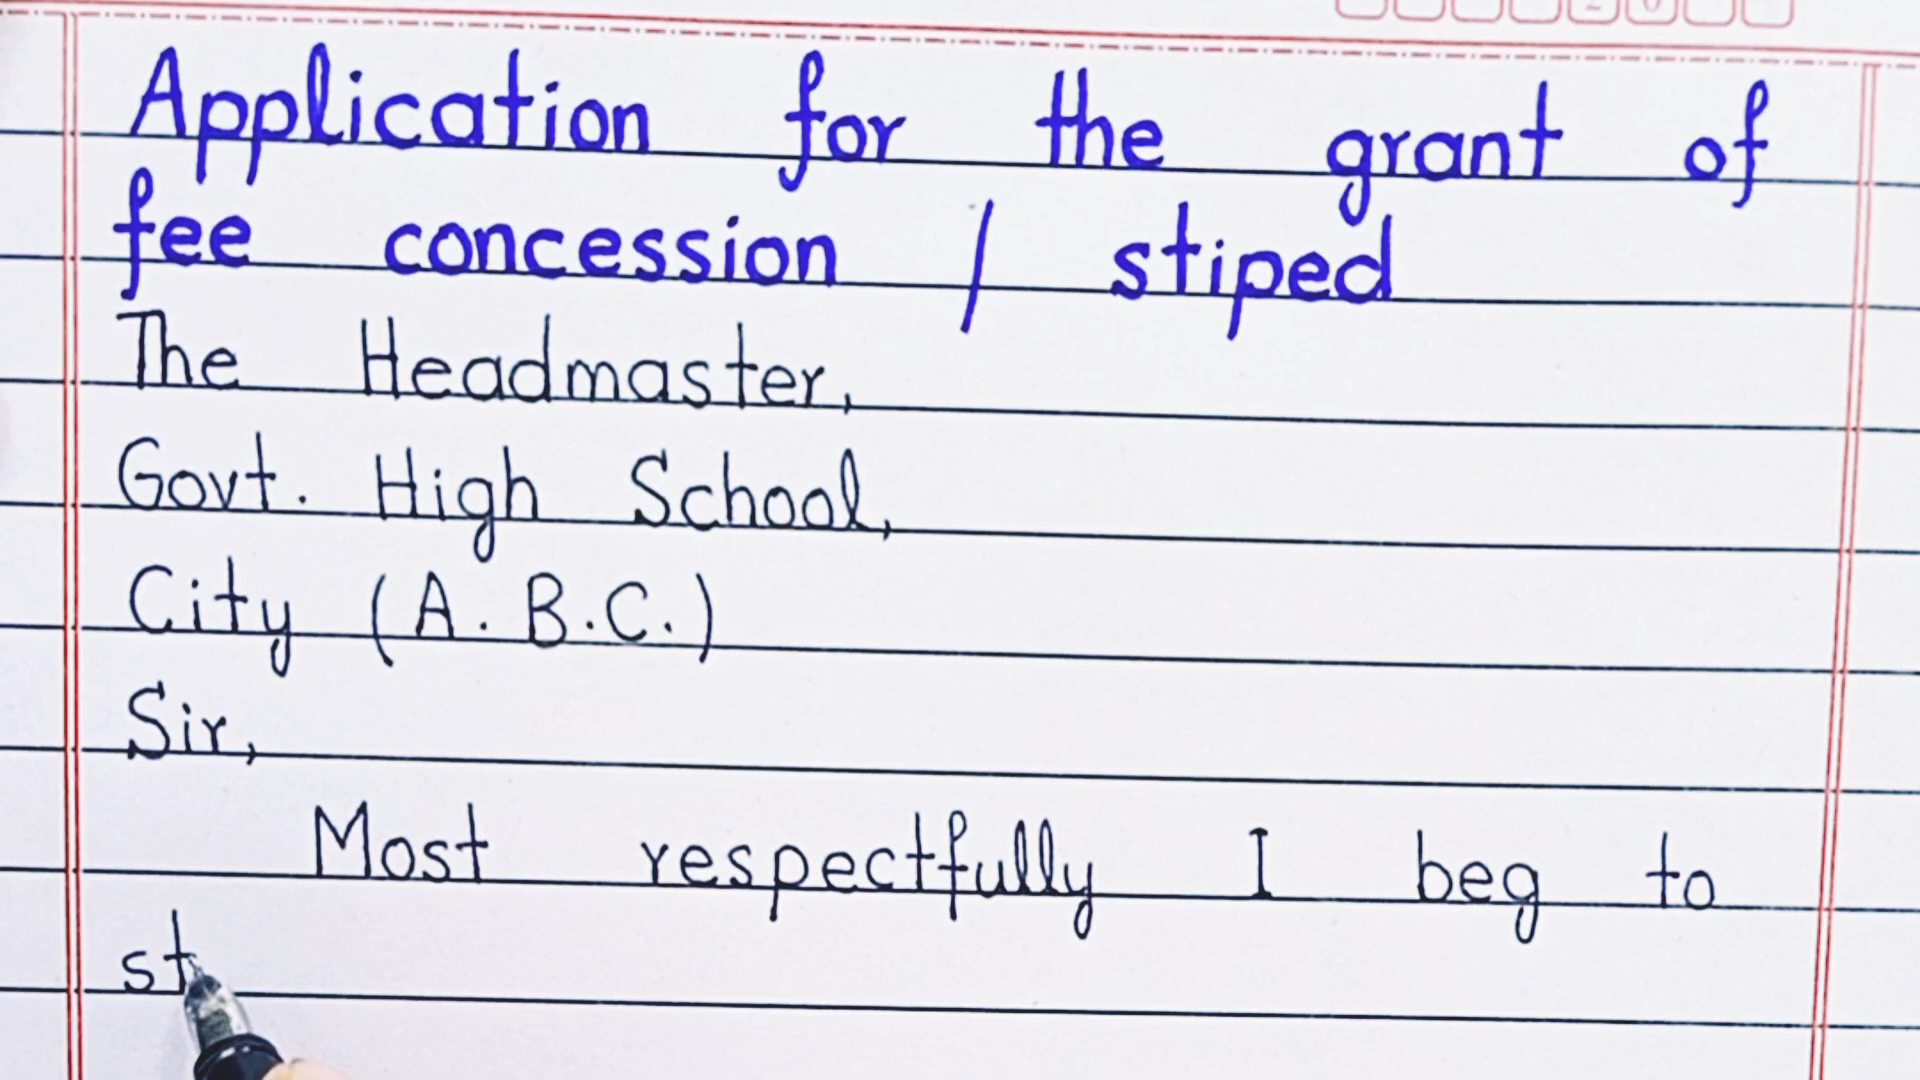 Application for the grant of
fee concession / stiped
The Headmaster,
Govt. High School,
City (A.B.C.)
Sir,
Most respectfully I beg to
st